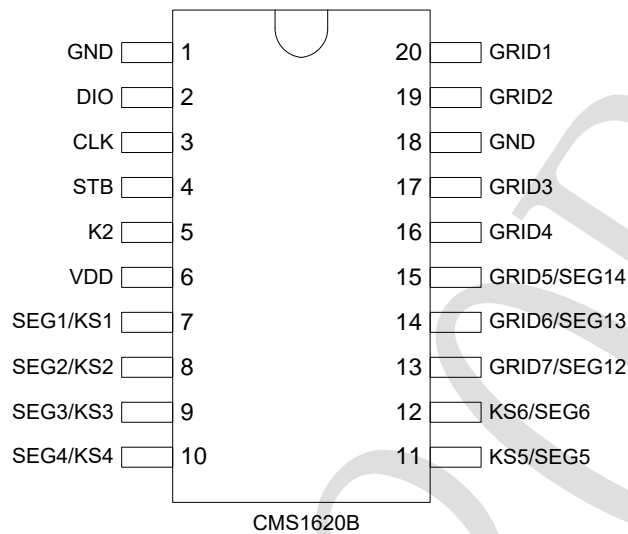 GND 1 20 GRID1
DIO 2 19 GRID2
CLK 3 18 GND
STB 4 17 GRID3
K2 5 16 GRID4
VDD 6 15 GRID5/SEG14
SEG1/KS1 7 14 GRID6/SEG13
SEG2/KS2 8 13 GRID7/SEG12
SEG3/KS3 9 12 KS6/SEG6
SEG4/KS4 10 11 KS5/SEG5
CMS1620B